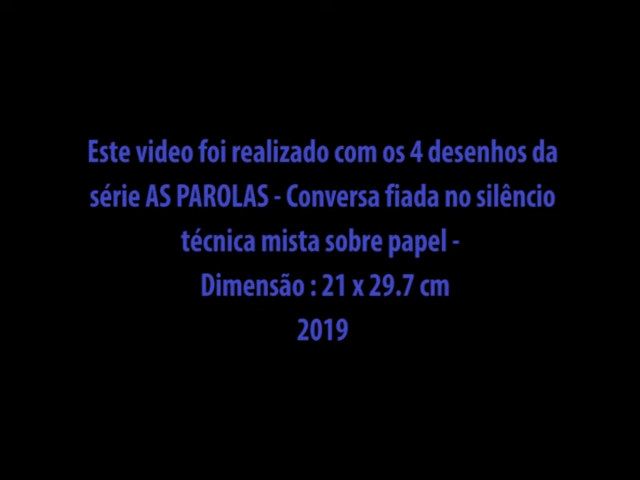 Este video foi realizado com os 4 desenhos da
série AS PAROLAS - Conversa fiada no silêncio
técnica mista sobre papel -
Dimensão : 21 x 29.7 cm
2019